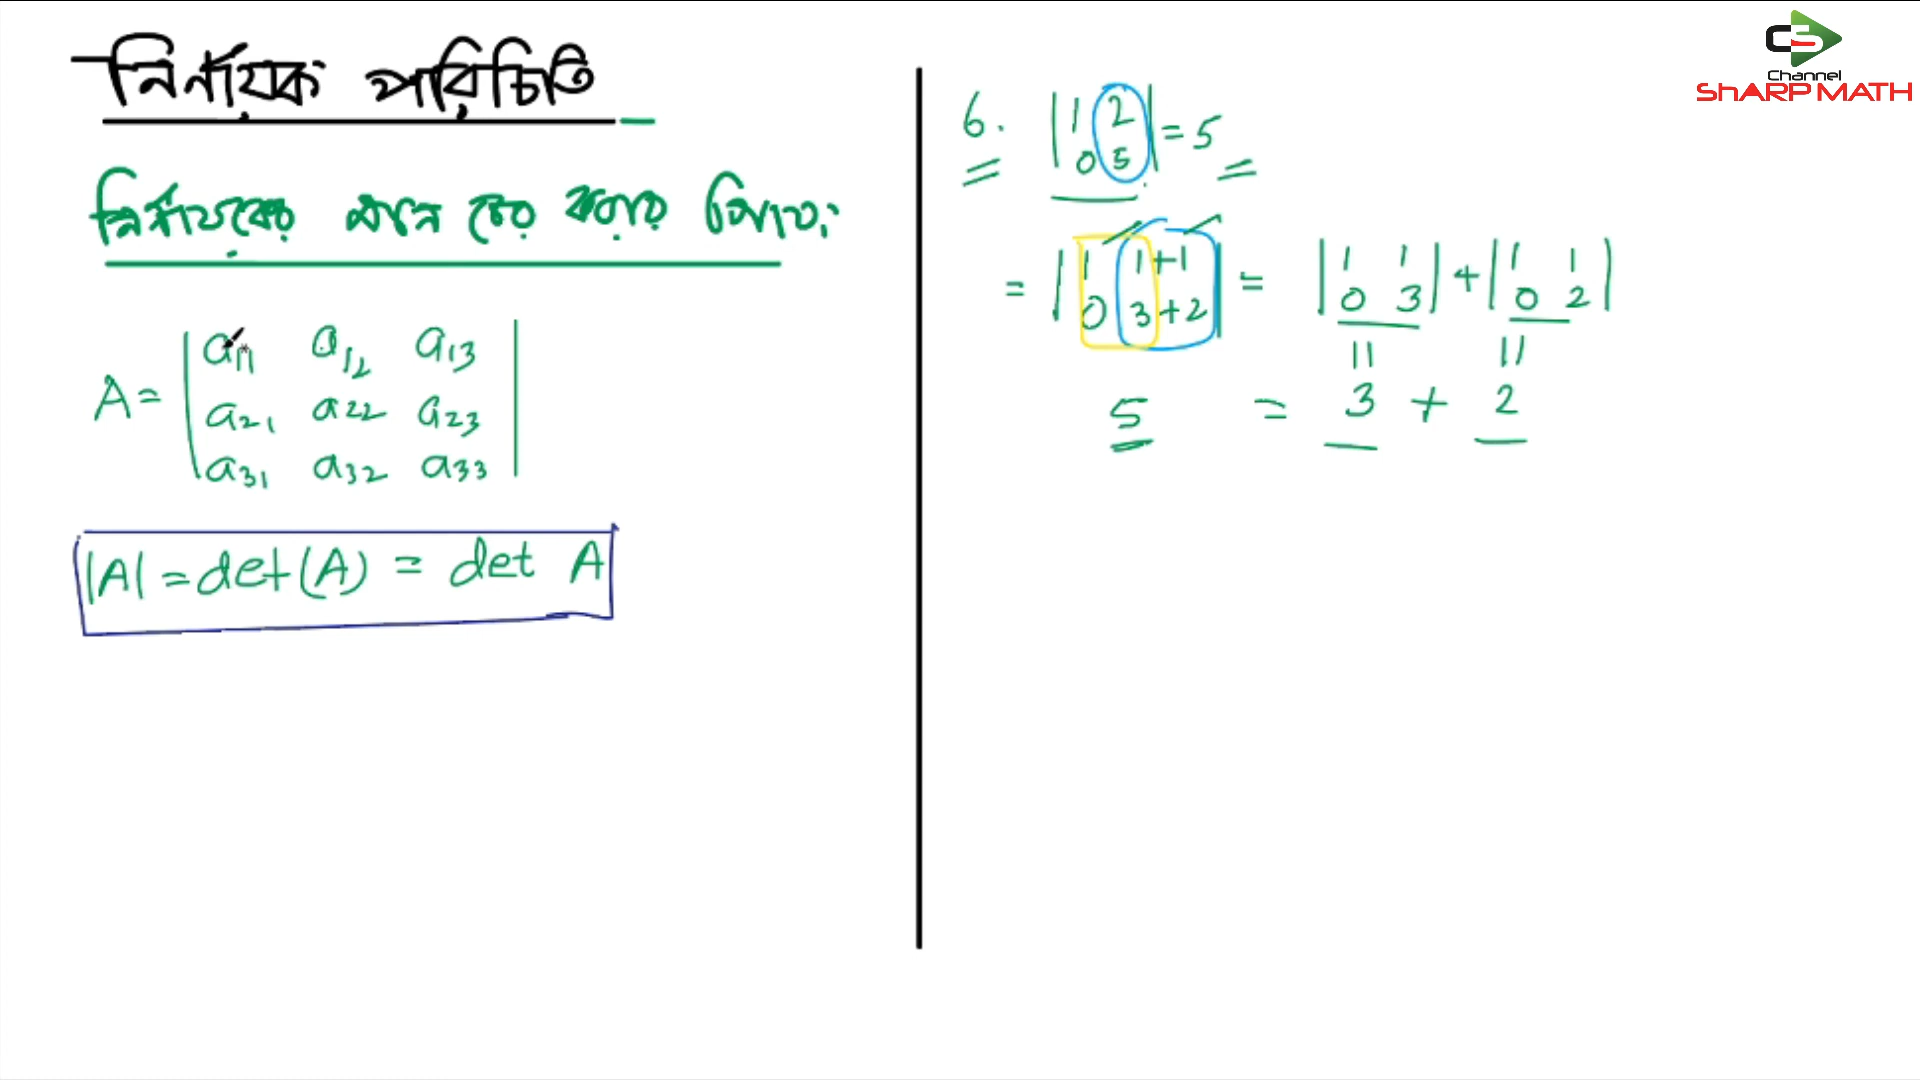 নির্ণায়ক পরিচিতি
নির্ণায়কের মান বের করার নিয়ম:
A = | a11 a12 a13 |
| a21 a22 a23 |
| a31 a32 a33 |
|A| = det(A) = det A
6. | 1 2 | = 5
| 0 5 |
= | 1 1+1 | = | 1 1 | + | 1 1 |
| 0 3+2 | | 0 3 | | 0 2 |
|| ||
5 = 3 + 2
Channel
SHARP MATH